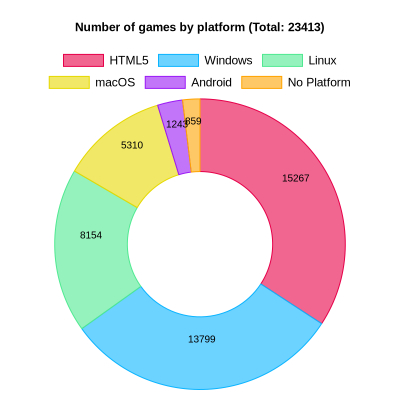 Number of games by platform (Total: 23413)
HTML5 Windows Linux
macOS Android No Platform
1243 859
5310
15267
8154
13799